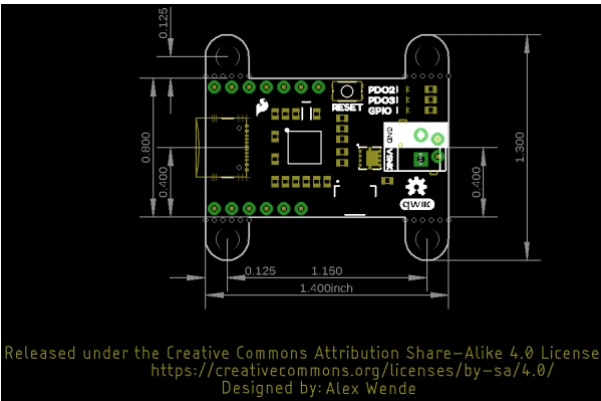 0.125
PDO2
PDO3
GPIO
RESET
GND
VSNK
0.800
0.400
0.400
1.300
qwiic
0.125
1.150
1.400inch
Released under the Creative Commons Attribution Share-Alike 4.0 License
https://creativecommons.org/licenses/by-sa/4.0/
Designed by: Alex Wende